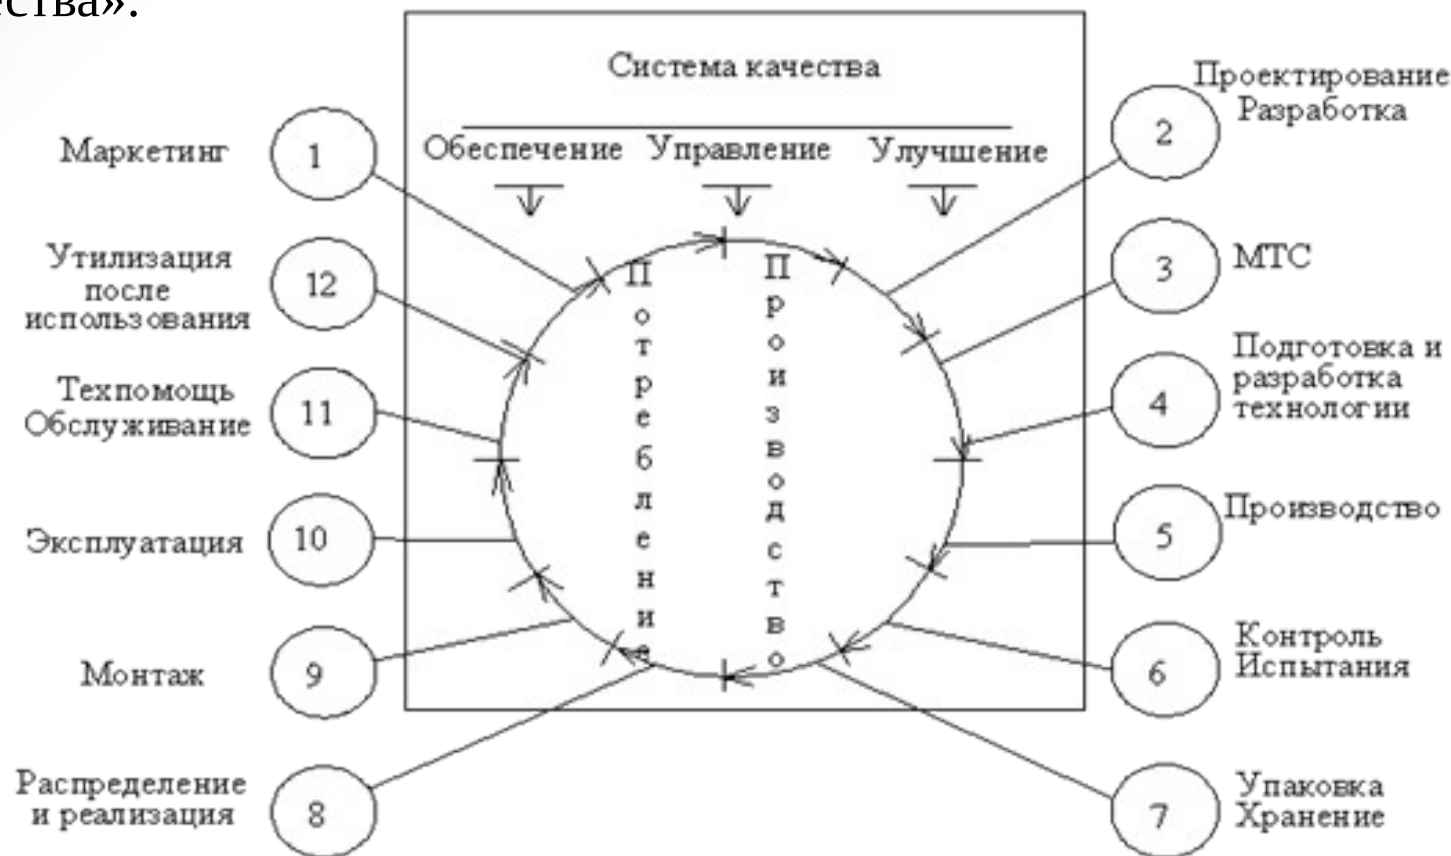 ества».
Система качества
Обеспечение Управление Улучшение
Маркетинг
1
Утилизация
после
использования
12
Техпомощь
Обслуживание
11
Эксплуатация
10
Монтаж
9
Распределение
и реализация
8
Потребление
Производство
Проектирование
Разработка
2
МТС
3
Подготовка и
разработка
технологии
4
Производство
5
Контроль
Испытания
6
Упаковка
Хранение
7